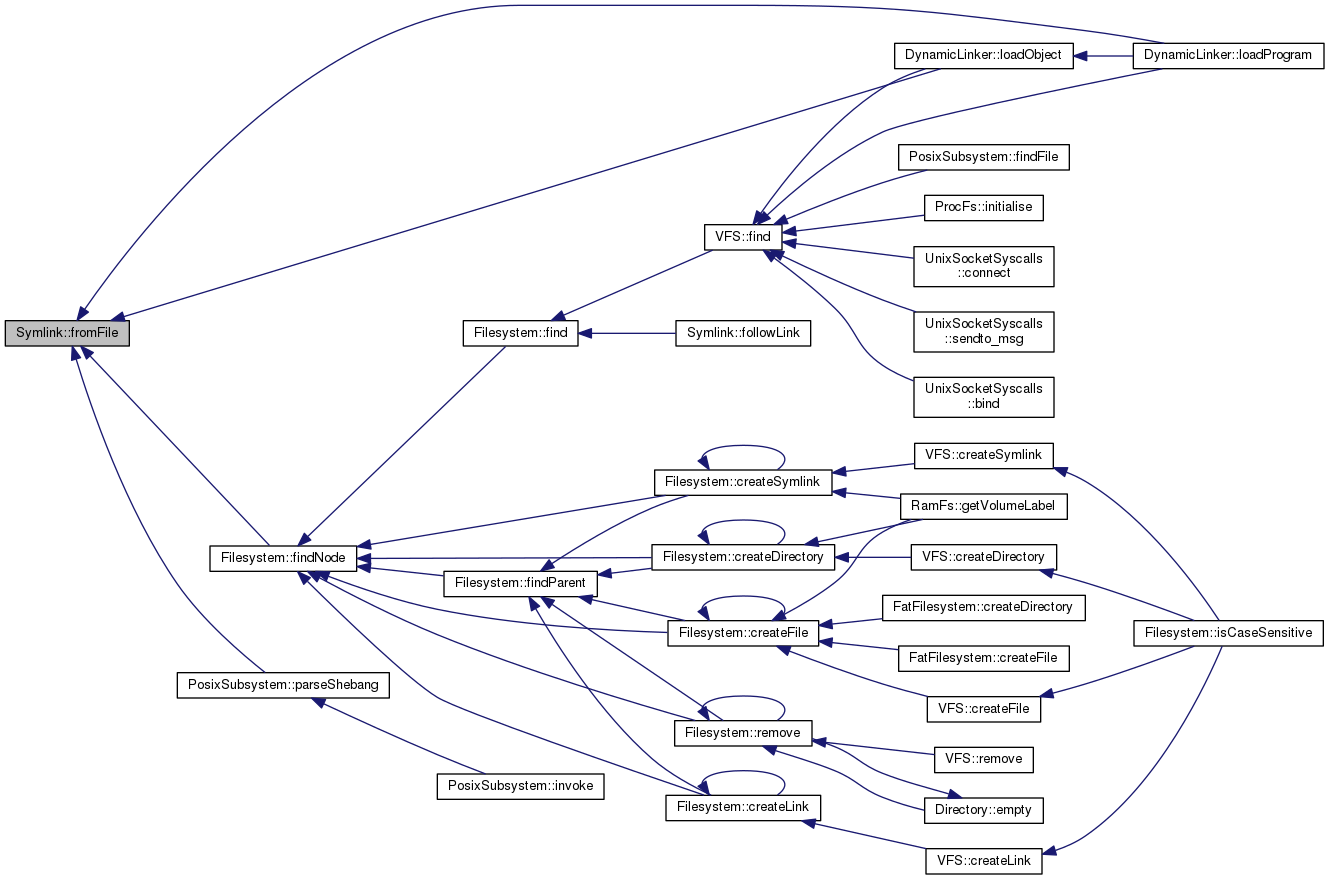 DynamicLinker::loadObject
DynamicLinker::loadProgram
PosixSubsystem::findFile
ProcFs::initialise
VFS::find
UnixSocketSyscalls
::connect
Symlink::fromFile
Filesystem::find
Symlink::followLink
UnixSocketSyscalls
::sendto_msg
UnixSocketSyscalls
::bind
VFS::createSymlink
Filesystem::createSymlink
RamFs::getVolumeLabel
Filesystem::findNode
Filesystem::createDirectory
VFS::createDirectory
Filesystem::findParent
FatFilesystem::createDirectory
Filesystem::createFile
Filesystem::isCaseSensitive
FatFilesystem::createFile
PosixSubsystem::parseShebang
VFS::createFile
Filesystem::remove
VFS::remove
PosixSubsystem::invoke
Filesystem::createLink
Directory::empty
VFS::createLink